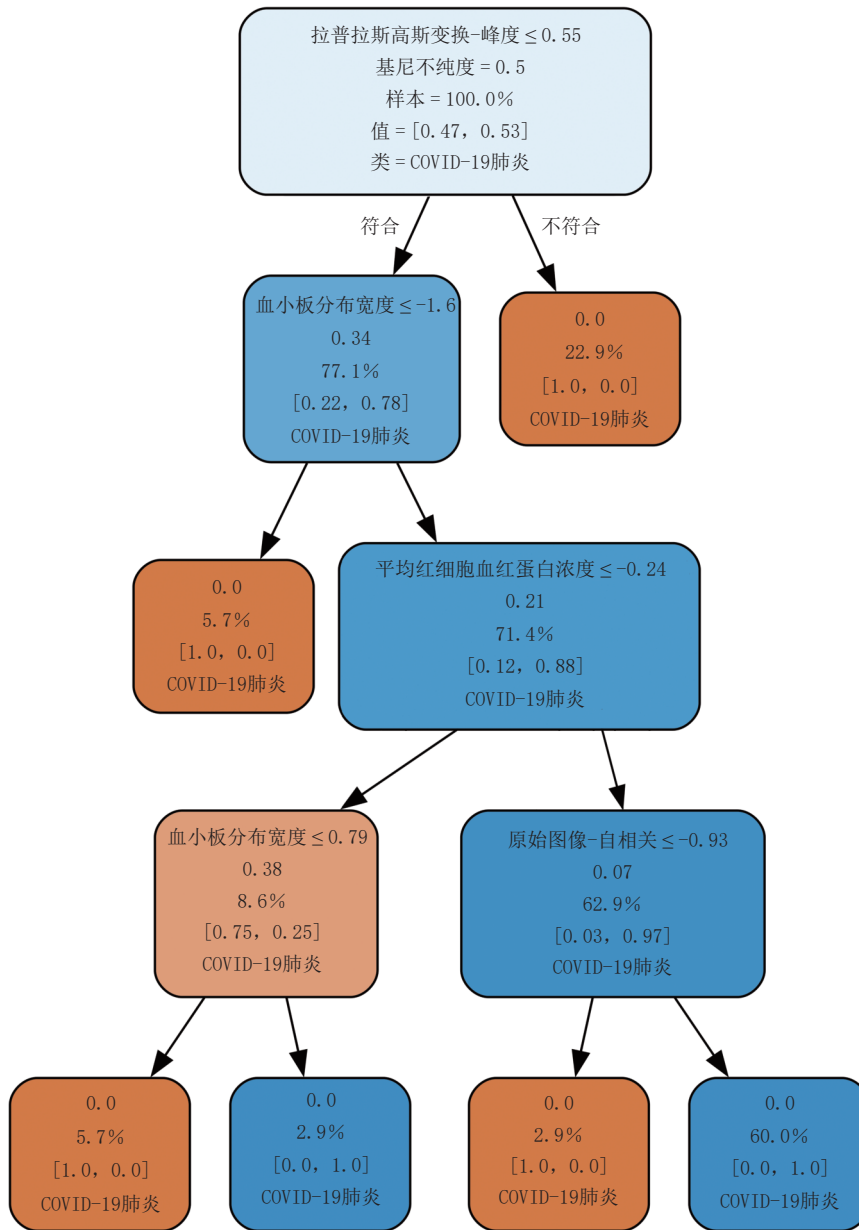 拉普拉斯高斯变换-峰度≤0.55
基尼不纯度=0.5
样本=100.0%
值=[0.47, 0.53]
类=COVID-19肺炎
符合
不符合
血小板分布宽度≤-1.6
0.34
77.1%
[0.22, 0.78]
COVID-19肺炎
0.0
22.9%
[1.0, 0.0]
COVID-19肺炎
0.0
5.7%
[1.0, 0.0]
COVID-19肺炎
平均红细胞血红蛋白浓度≤-0.24
0.21
71.4%
[0.12, 0.88]
COVID-19肺炎
血小板分布宽度≤0.79
0.38
8.6%
[0.75, 0.25]
COVID-19肺炎
原始图像-自相关≤-0.93
0.07
62.9%
[0.03, 0.97]
COVID-19肺炎
0.0
5.7%
[1.0, 0.0]
COVID-19肺炎
0.0
2.9%
[0.0, 1.0]
COVID-19肺炎
0.0
2.9%
[1.0, 0.0]
COVID-19肺炎
0.0
60.0%
[0.0, 1.0]
COVID-19肺炎